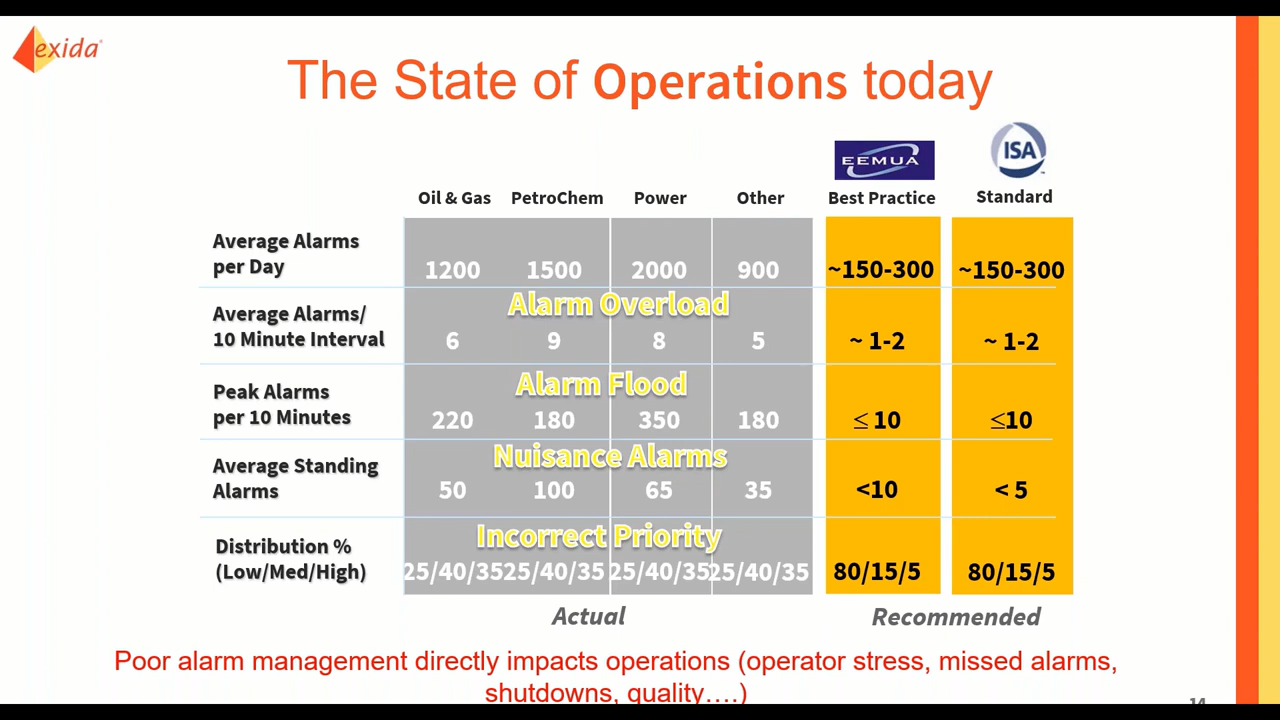 exida
The State of Operations today
EEMUA
ISA
Oil & Gas PetroChem Power Other Best Practice Standard
Average Alarms
per Day
1200 1500 2000 900 ~150-300 ~150-300
Alarm Overload
Average Alarms/
10 Minute Interval
6 9 8 5 ~ 1-2 ~ 1-2
Alarm Flood
Peak Alarms
per 10 Minutes
220 180 350 180 ≤ 10 ≤10
Nuisance Alarms
Average Standing
Alarms
50 100 65 35 <10 < 5
Incorrect Priority
Distribution %
(Low/Med/High)
25/40/35 25/40/35 25/40/35 25/40/35 80/15/5 80/15/5
Actual Recommended
Poor alarm management directly impacts operations (operator stress, missed alarms,
shutdowns, quality….)
14